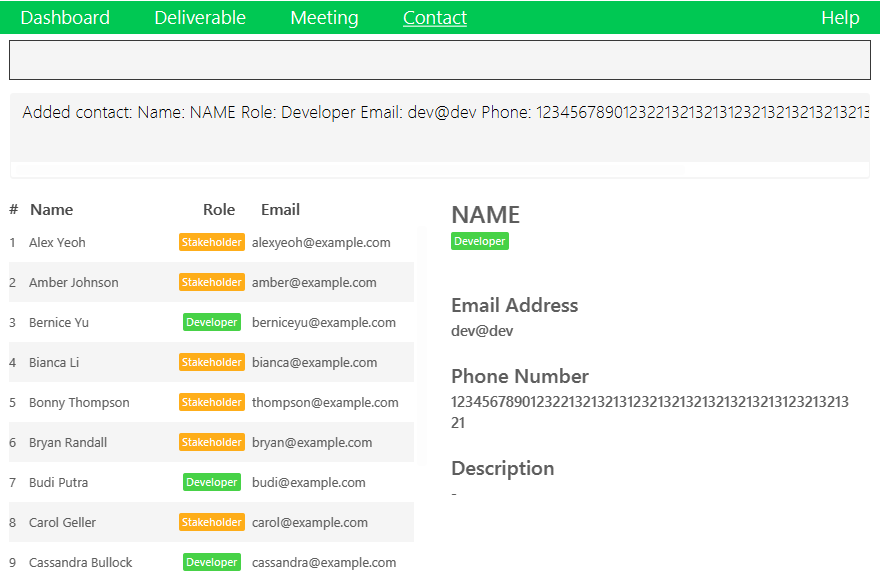 Dashboard Deliverable Meeting Contact Help
Added contact: Name: NAME Role: Developer Email: dev@dev Phone: 12345678901232213213213123213213213213213
# Name Role Email
1 Alex Yeoh Stakeholder alexyeoh@example.com
2 Amber Johnson Stakeholder amber@example.com
3 Bernice Yu Developer berniceyu@example.com
4 Bianca Li Stakeholder bianca@example.com
5 Bonny Thompson Stakeholder thompson@example.com
6 Bryan Randall Stakeholder bryan@example.com
7 Budi Putra Developer budi@example.com
8 Carol Geller Stakeholder carol@example.com
9 Cassandra Bullock Developer cassandra@example.com
NAME
Developer
Email Address
dev@dev
Phone Number
12345678901232213213213123213213213213213213123213213
21
Description
-